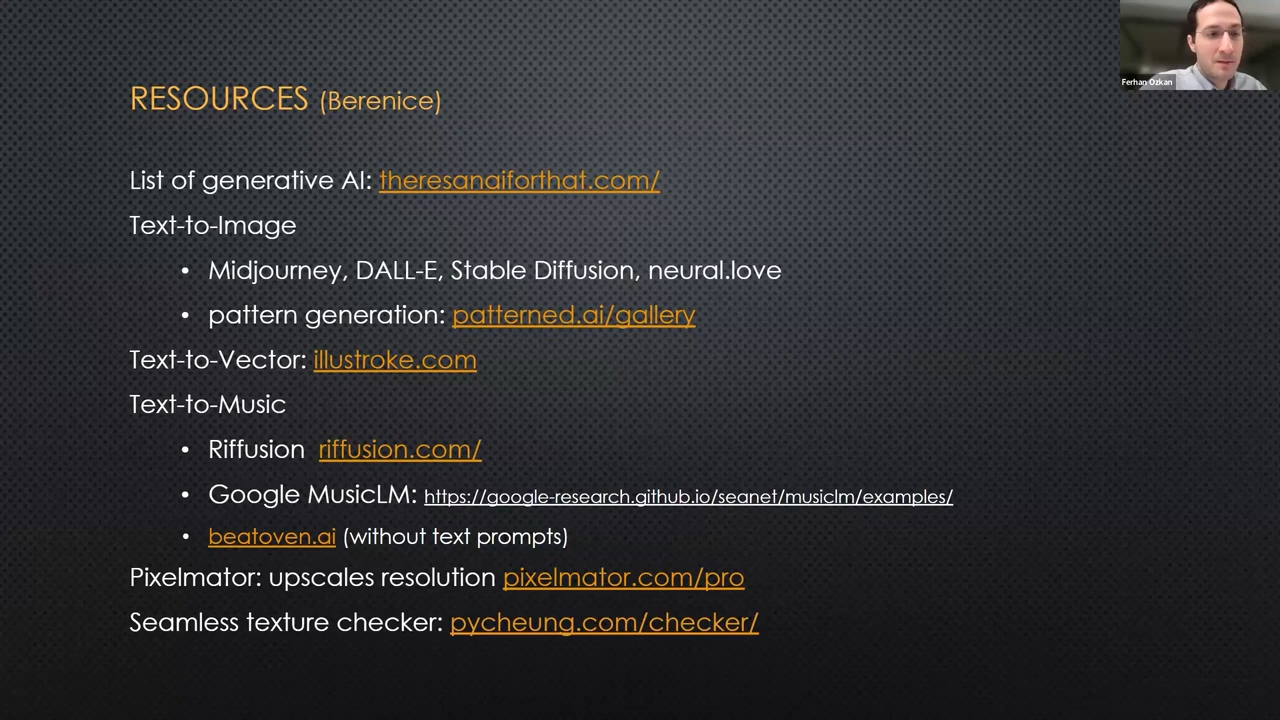 Ferhan Ozkan
RESOURCES (Berenice)
List of generative AI: theresanaiforthat.com/
Text-to-Image
• Midjourney, DALL-E, Stable Diffusion, neural.love
• pattern generation: patterned.ai/gallery
Text-to-Vector: illustroke.com
Text-to-Music
• Riffusion riffusion.com/
• Google MusicLM: https://google-research.github.io/seanet/musiclm/examples/
• beatoven.ai (without text prompts)
Pixelmator: upscales resolution pixelmator.com/pro
Seamless texture checker: pycheung.com/checker/